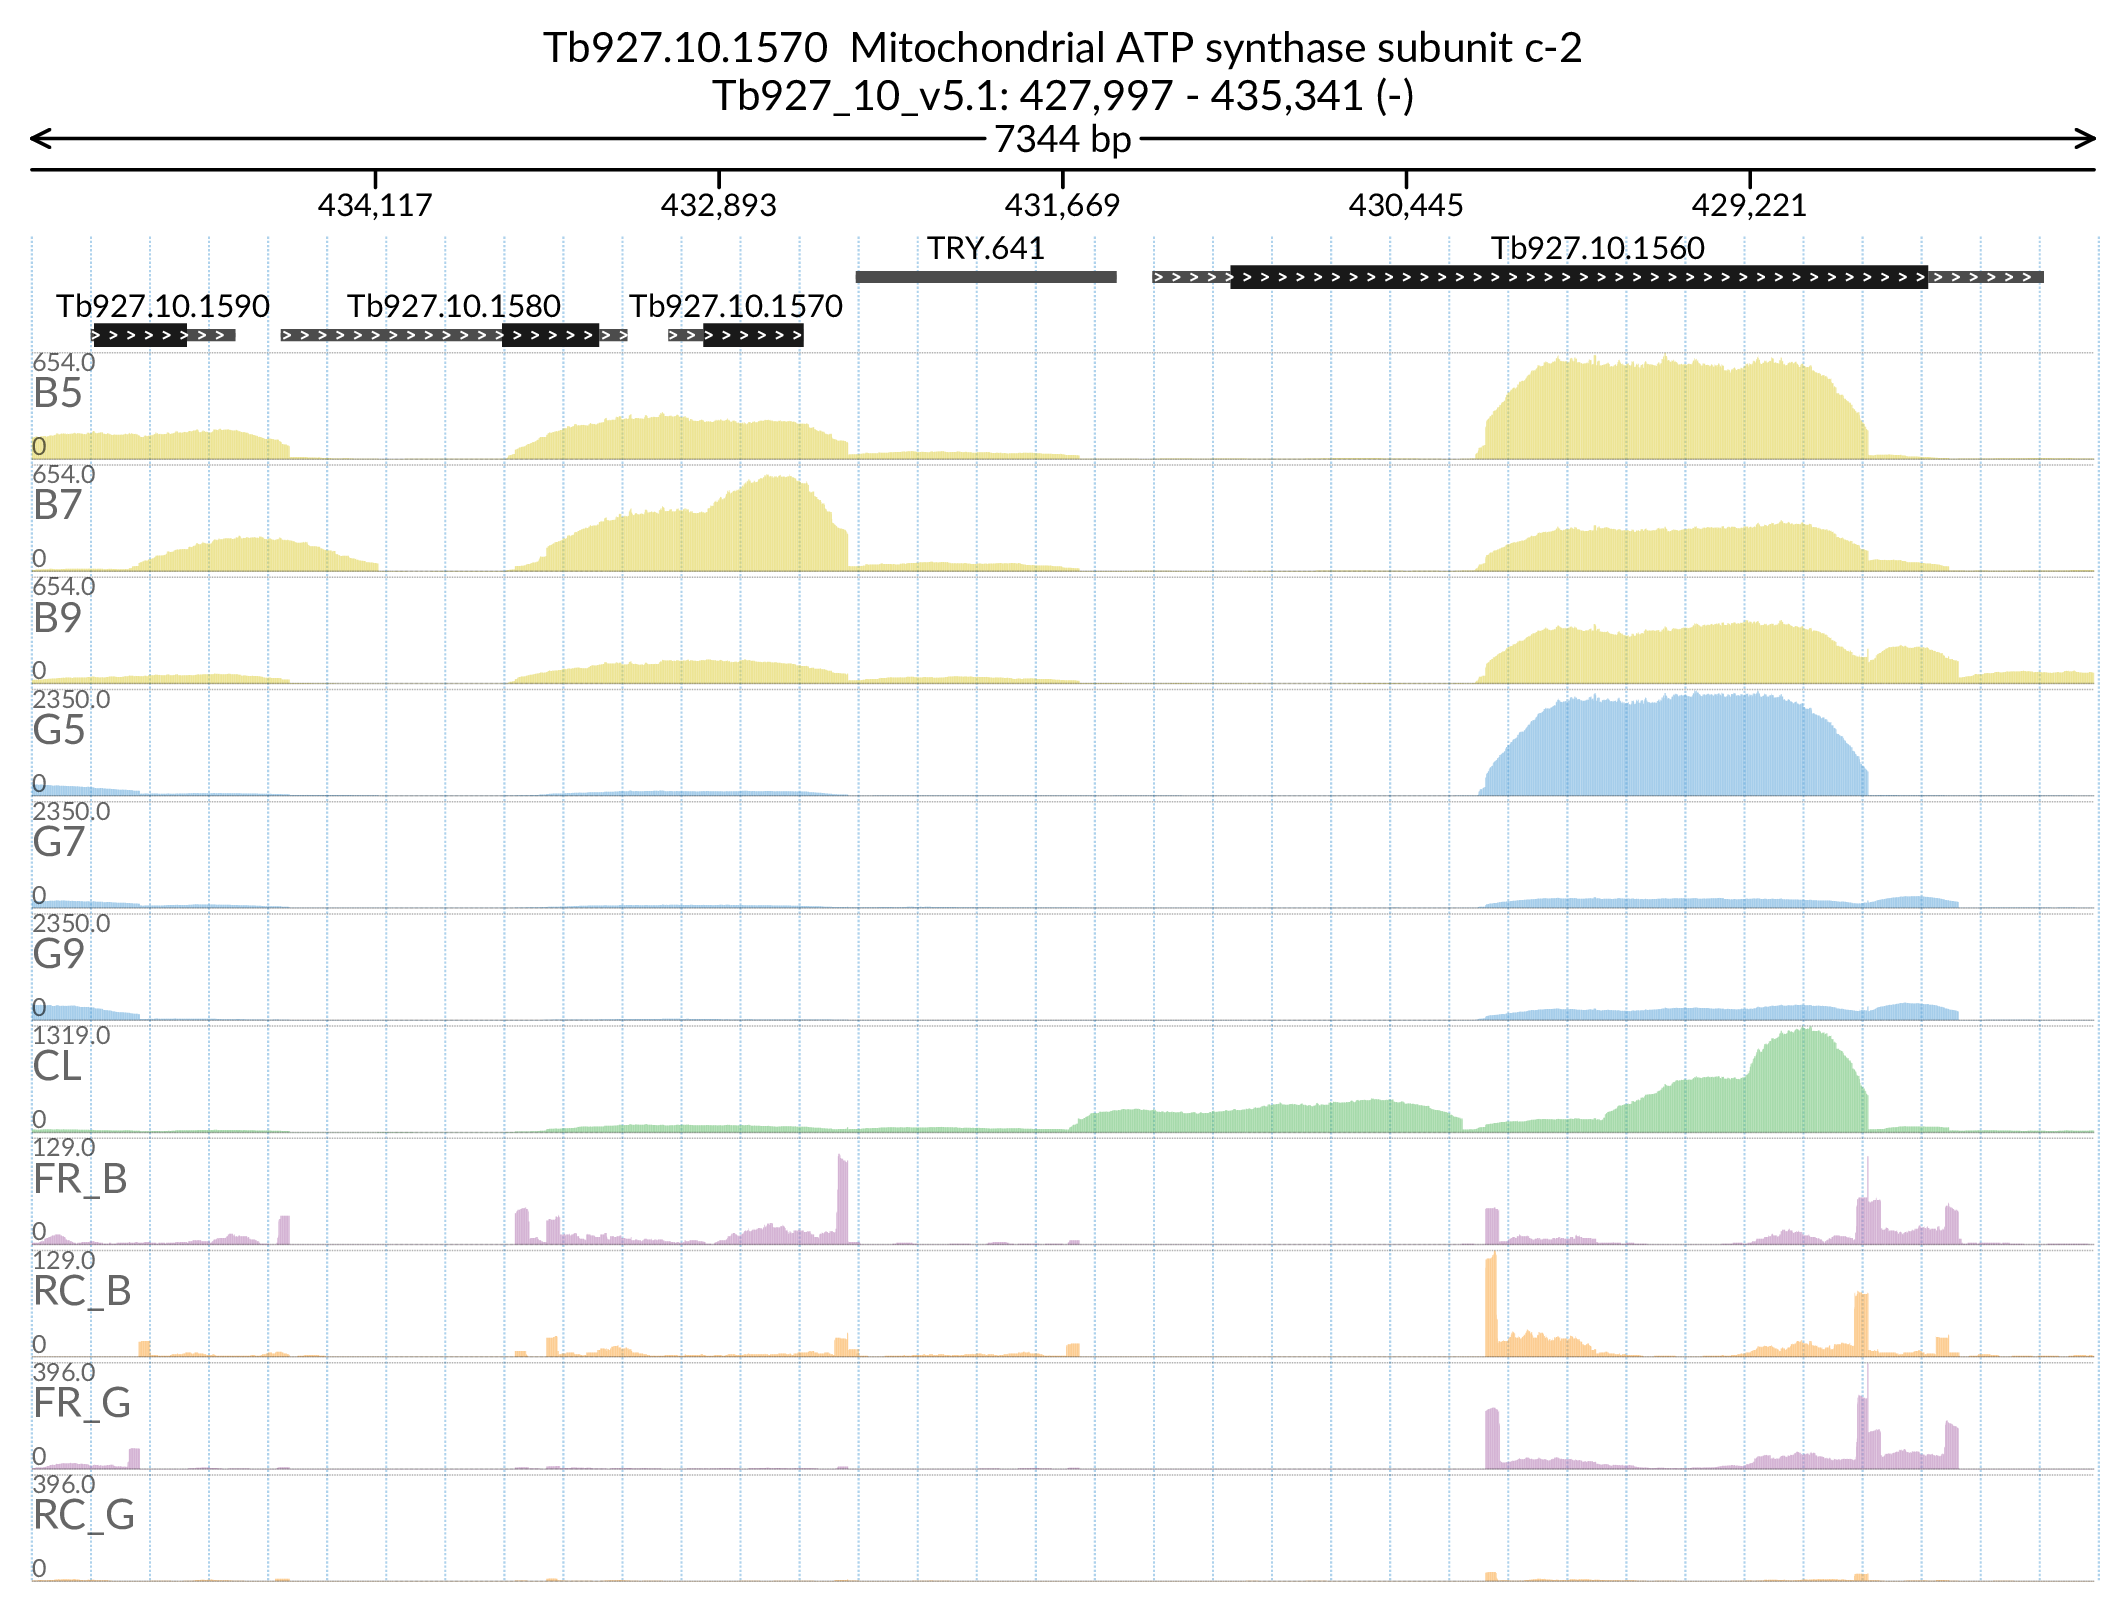 Tb927.10.1570  Mitochondrial ATP synthase subunit c-2
Tb927_10_v5.1: 427,997 - 435,341 (-)
7344 bp
434,117 432,893 431,669 430,445 429,221
TRY.641 Tb927.10.1560
Tb927.10.1590 Tb927.10.1580 Tb927.10.1570
654.0
B5
0
654.0
B7
0
654.0
B9
0
2350.0
G5
0
2350.0
G7
0
2350.0
G9
0
1319.0
CL
0
129.0
FR_B
0
129.0
RC_B
0
396.0
FR_G
0
396.0
RC_G
0